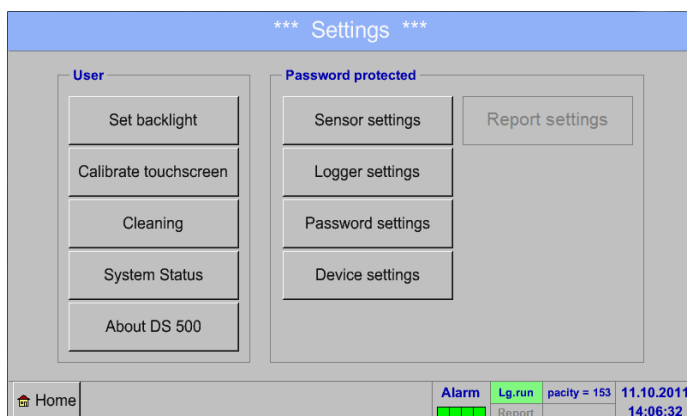 *** Settings ***
User
Set backlight
Calibrate touchscreen
Cleaning
System Status
About DS 500
Password protected
Sensor settings
Report settings
Logger settings
Password settings
Device settings
Home
Alarm
Lg.run
pacity = 153
11.10.2011
Report
14:06:32